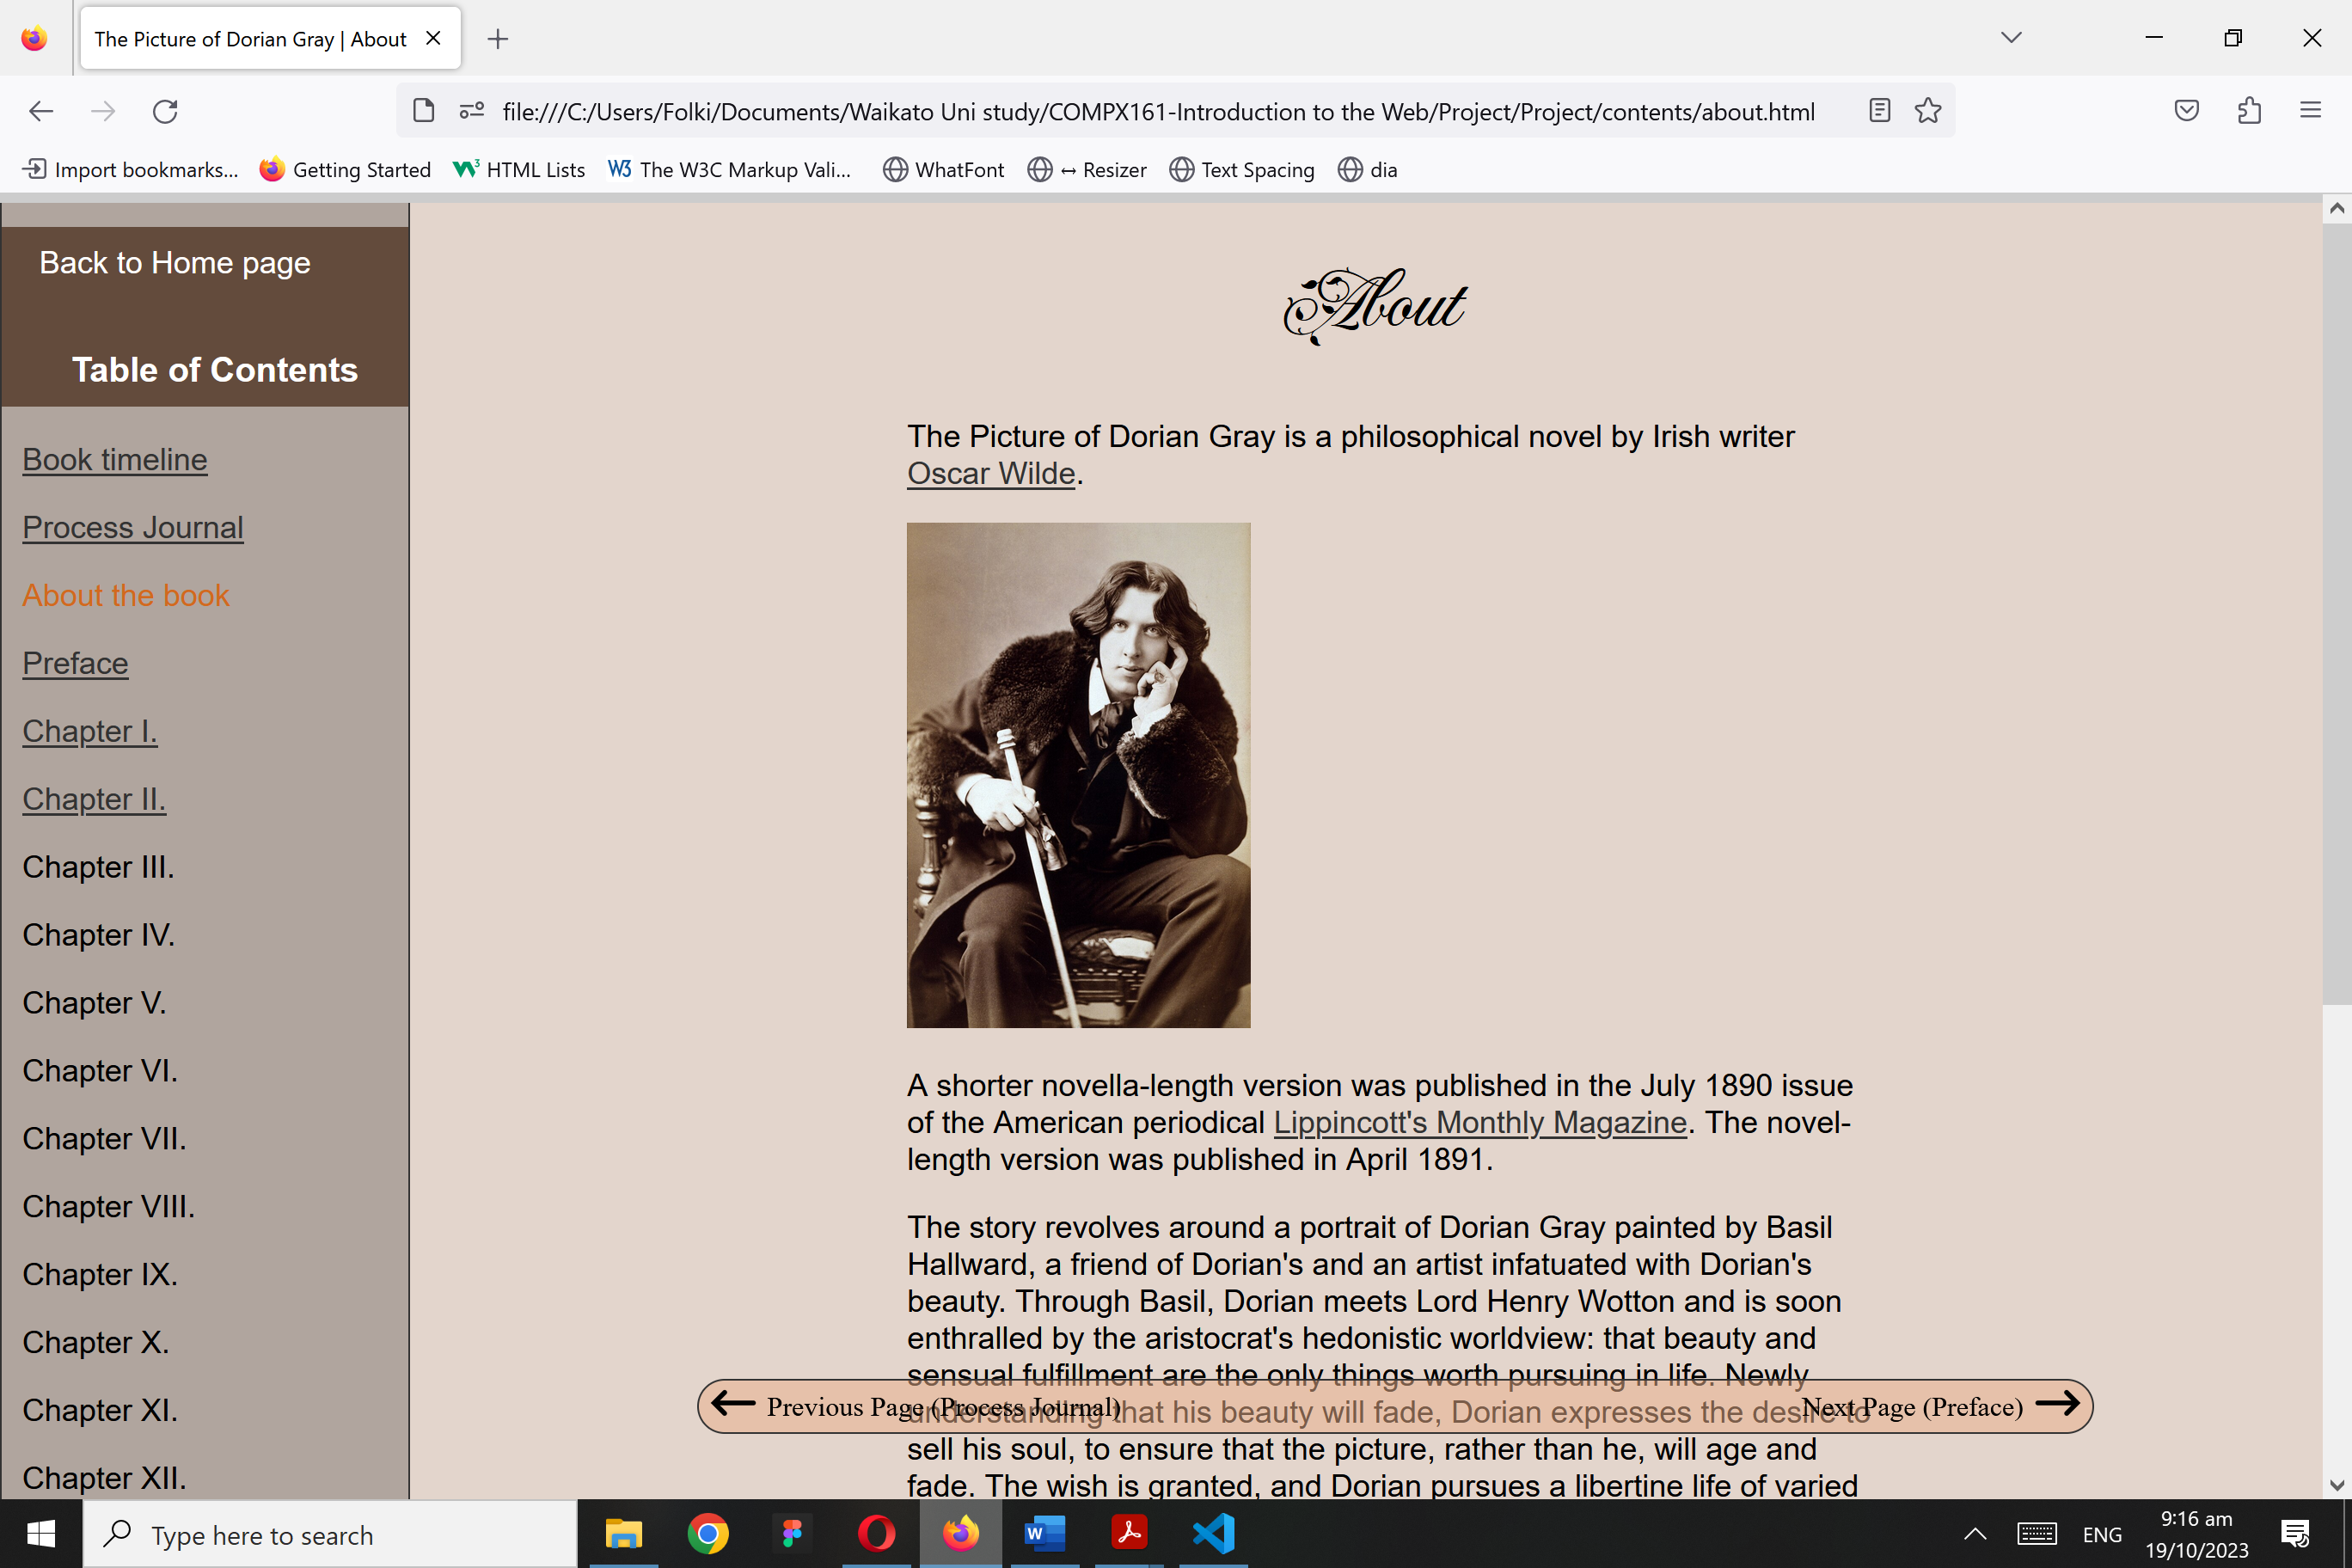 The Picture of Dorian Gray | About
file:///C:/Users/Folki/Documents/Waikato Uni study/COMPX161-Introduction to the Web/Project/Project/contents/about.html
Import bookmarks... Getting Started HTML Lists The W3C Markup Vali... WhatFont ↔ Resizer Text Spacing dia
Back to Home page
Table of Contents
Book timeline
Process Journal
About the book
Preface
Chapter I.
Chapter II.
Chapter III.
Chapter IV.
Chapter V.
Chapter VI.
Chapter VII.
Chapter VIII.
Chapter IX.
Chapter X.
Chapter XI.
Chapter XII.
About
The Picture of Dorian Gray is a philosophical novel by Irish writer
Oscar Wilde.
A shorter novella-length version was published in the July 1890 issue
of the American periodical Lippincott's Monthly Magazine. The novel-
length version was published in April 1891.
The story revolves around a portrait of Dorian Gray painted by Basil
Hallward, a friend of Dorian's and an artist infatuated with Dorian's
beauty. Through Basil, Dorian meets Lord Henry Wotton and is soon
enthralled by the aristocrat's hedonistic worldview: that beauty and
sensual fulfillment are the only things worth pursuing in life. Newly
understanding that his beauty will fade, Dorian expresses the desire to
Previous Page (Process Journal)
Next Page (Preface)
sell his soul, to ensure that the picture, rather than he, will age and
fade. The wish is granted, and Dorian pursues a libertine life of varied
Type here to search
ENG
9:16 am
19/10/2023